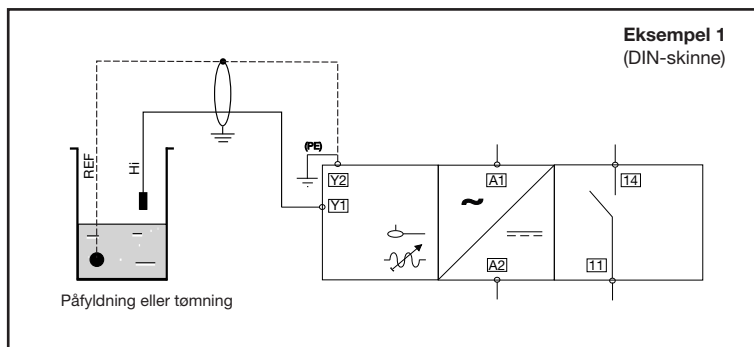 Eksempel 1
(DIN-skinne)
REF
Hi
(PE)
Y2
Y1
A1
A2
14
11
Påfyldning eller tømning